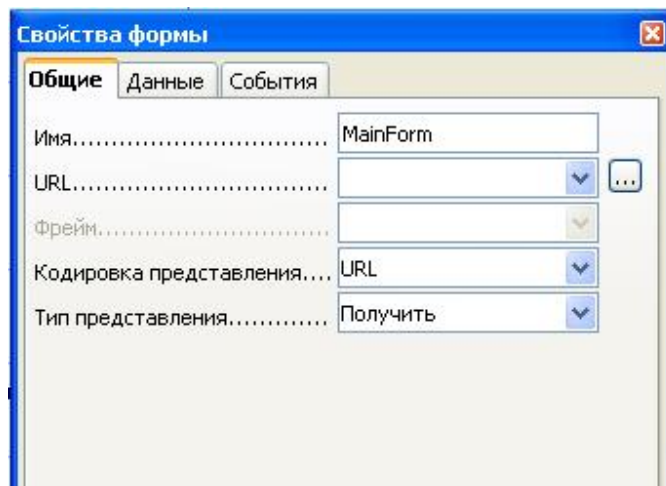 Свойства формы
Общие Данные События
Имя................................ MainForm
URL................................ ...
Фрейм..............................
Кодировка представления.... URL
Тип представления............. Получить